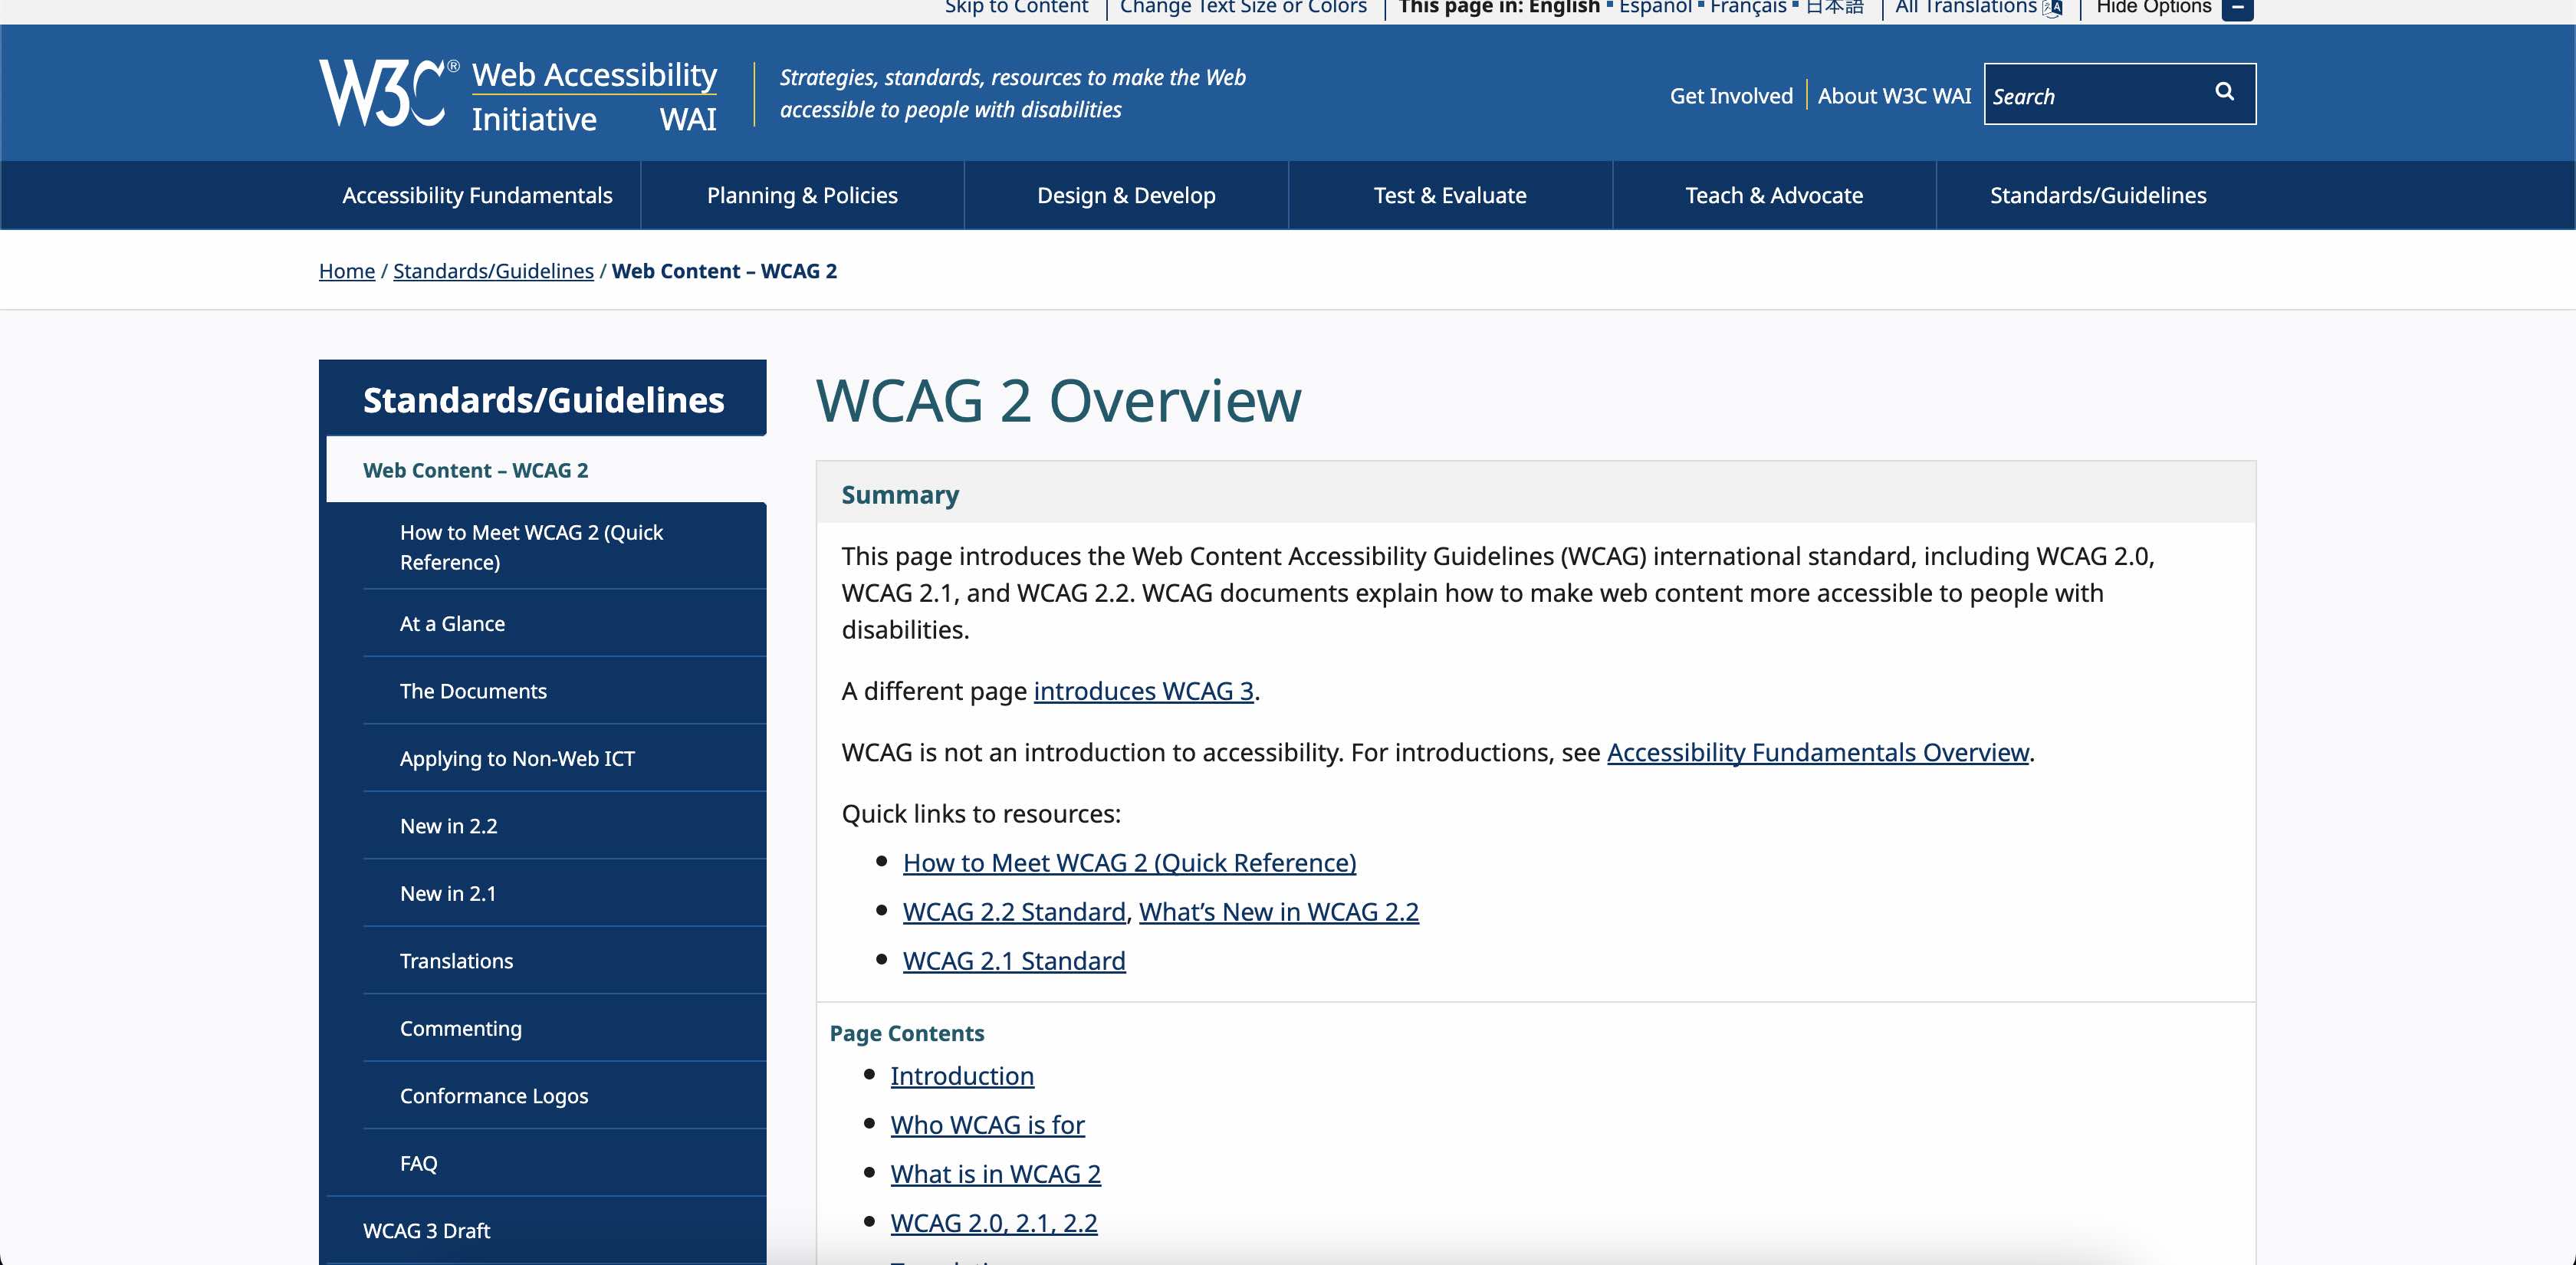 Skip to Content | Change Text Size or Colors | This page in: English ▪ Español ▪ Français ▪ 日本語 | All Translations | Hide Options −
W3C® Web Accessibility
Initiative WAI
Strategies, standards, resources to make the Web
accessible to people with disabilities
Get Involved | About W3C WAI
Search
Accessibility Fundamentals
Planning & Policies
Design & Develop
Test & Evaluate
Teach & Advocate
Standards/Guidelines
Home / Standards/Guidelines / Web Content – WCAG 2
Standards/Guidelines
Web Content – WCAG 2
How to Meet WCAG 2 (Quick
Reference)
At a Glance
The Documents
Applying to Non-Web ICT
New in 2.2
New in 2.1
Translations
Commenting
Conformance Logos
FAQ
WCAG 3 Draft
WCAG 2 Overview
Summary
This page introduces the Web Content Accessibility Guidelines (WCAG) international standard, including WCAG 2.0,
WCAG 2.1, and WCAG 2.2. WCAG documents explain how to make web content more accessible to people with
disabilities.
A different page introduces WCAG 3.
WCAG is not an introduction to accessibility. For introductions, see Accessibility Fundamentals Overview.
Quick links to resources:
• How to Meet WCAG 2 (Quick Reference)
• WCAG 2.2 Standard, What’s New in WCAG 2.2
• WCAG 2.1 Standard
Page Contents
• Introduction
• Who WCAG is for
• What is in WCAG 2
• WCAG 2.0, 2.1, 2.2